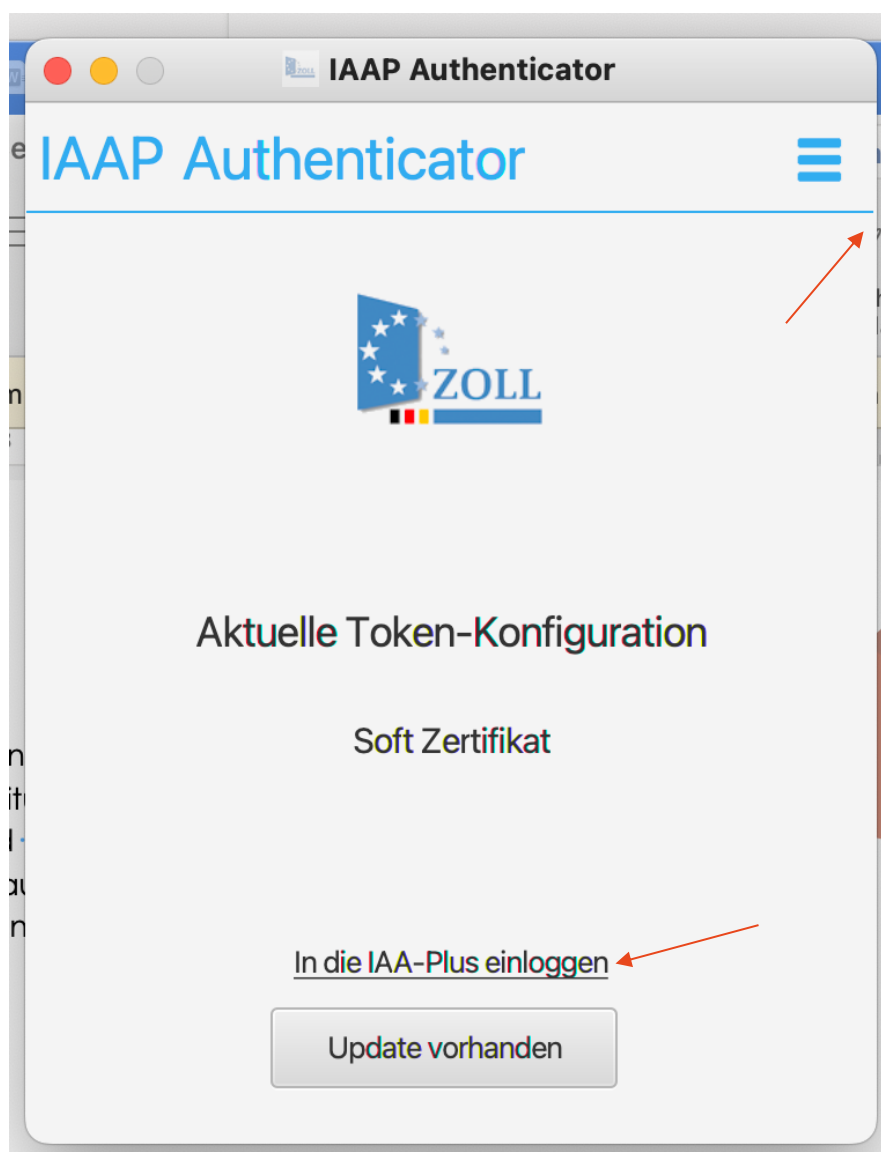 IAAP Authenticator
IAAP Authenticator
ZOLL
Aktuelle Token-Konfiguration
Soft Zertifikat
In die IAA-Plus einloggen
Update vorhanden